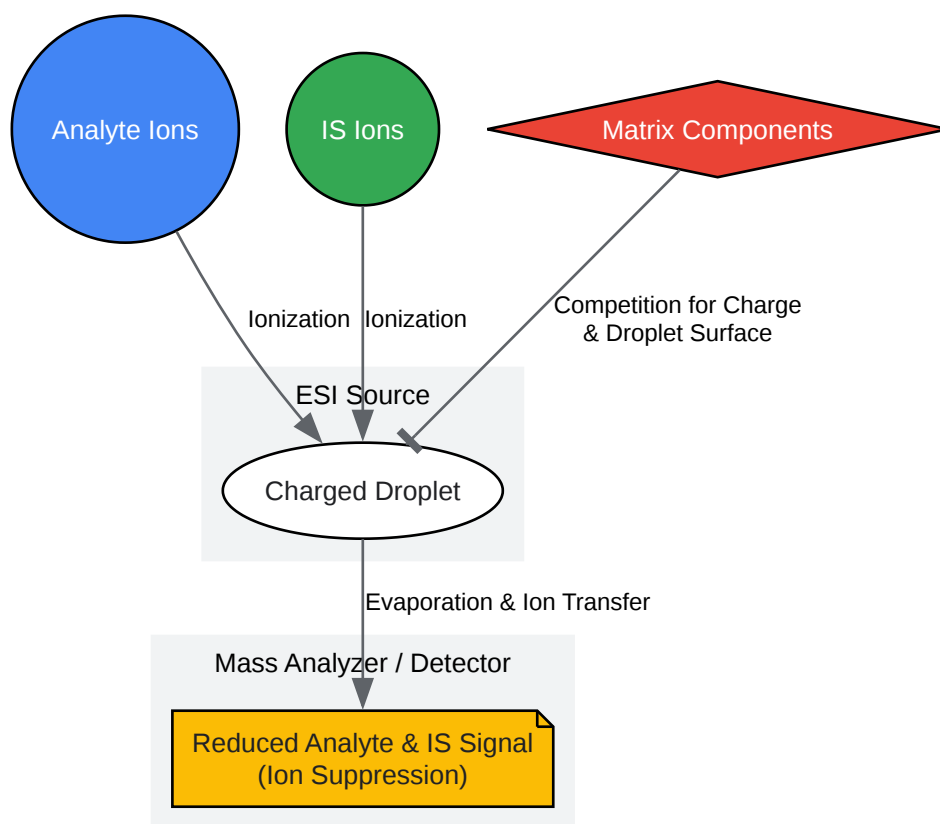 Analyte Ions
IS Ions
Matrix Components
Ionization
Ionization
Competition for Charge
& Droplet Surface
ESI Source
Charged Droplet
Evaporation & Ion Transfer
Mass Analyzer / Detector
Reduced Analyte & IS Signal
(Ion Suppression)